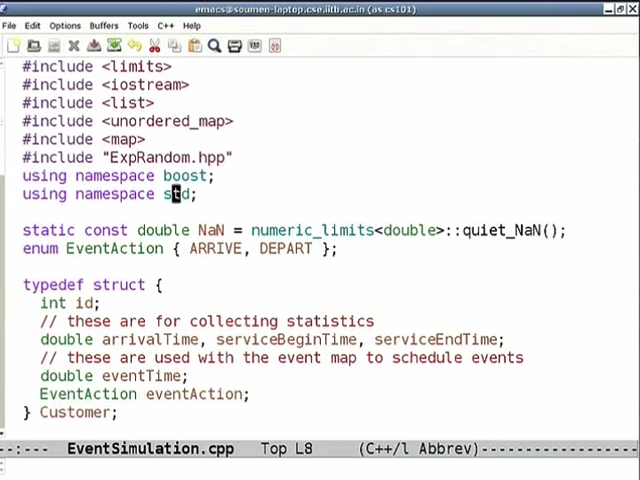 emacs@soumen-laptop.cse.iitb.ac.in (as cs101)
File Edit Options Buffers Tools C++ Help
#include <limits>
#include <iostream>
#include <list>
#include <unordered_map>
#include <map>
#include "ExpRandom.hpp"
using namespace boost;
using namespace std;
static const double NaN = numeric_limits<double>::quiet_NaN();
enum EventAction { ARRIVE, DEPART };
typedef struct {
int id;
// these are for collecting statistics
double arrivalTime, serviceBeginTime, serviceEndTime;
// these are used with the event map to schedule events
double eventTime;
EventAction eventAction;
} Customer;
--:--- EventSimulation.cpp Top L8 (C++/l Abbrev)-----------------